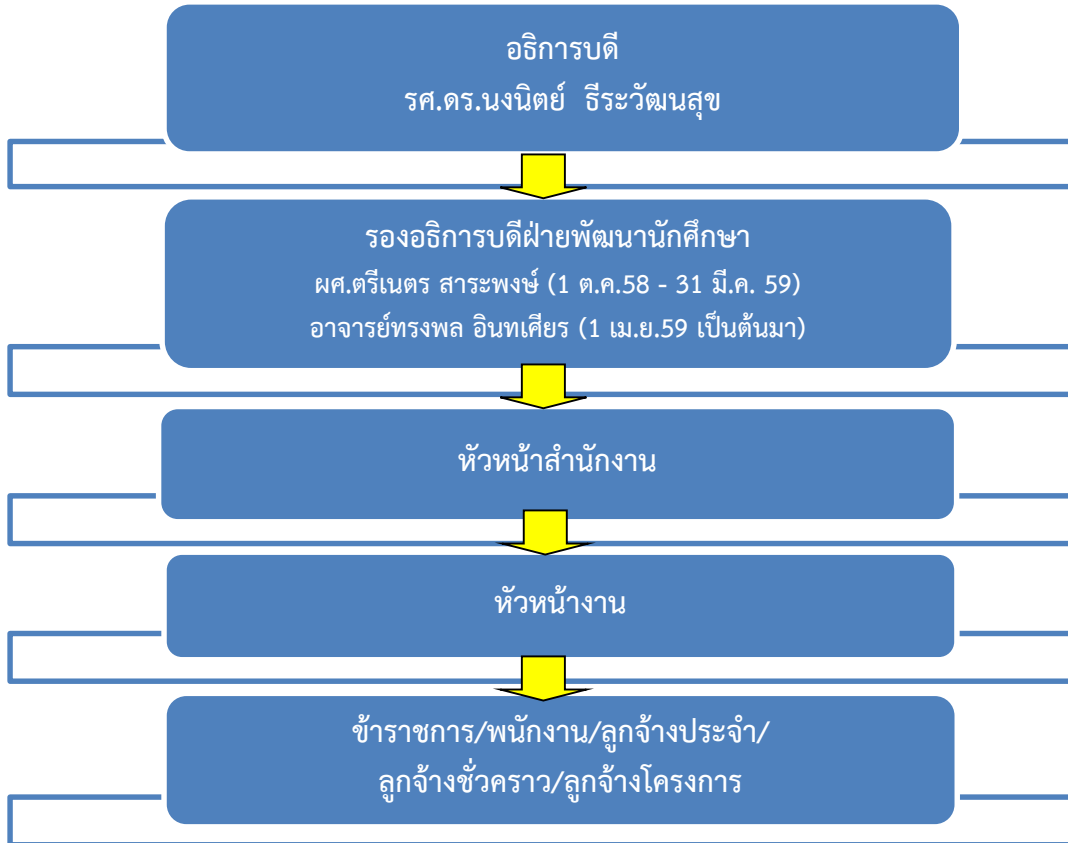 อธิการบดี
รศ.ดร.นงนิตย์ ธีระวัฒนสุข
รองอธิการบดีฝ่ายพัฒนานักศึกษา
ผศ.ตรีเนตร สาระพงษ์ (1 ต.ค.58 - 31 มี.ค. 59)
อาจารย์ทรงพล อินทเศียร (1 เม.ย.59 เป็นต้นมา)
หัวหน้าสำนักงาน
หัวหน้างาน
ข้าราชการ/พนักงาน/ลูกจ้างประจำ/
ลูกจ้างชั่วคราว/ลูกจ้างโครงการ